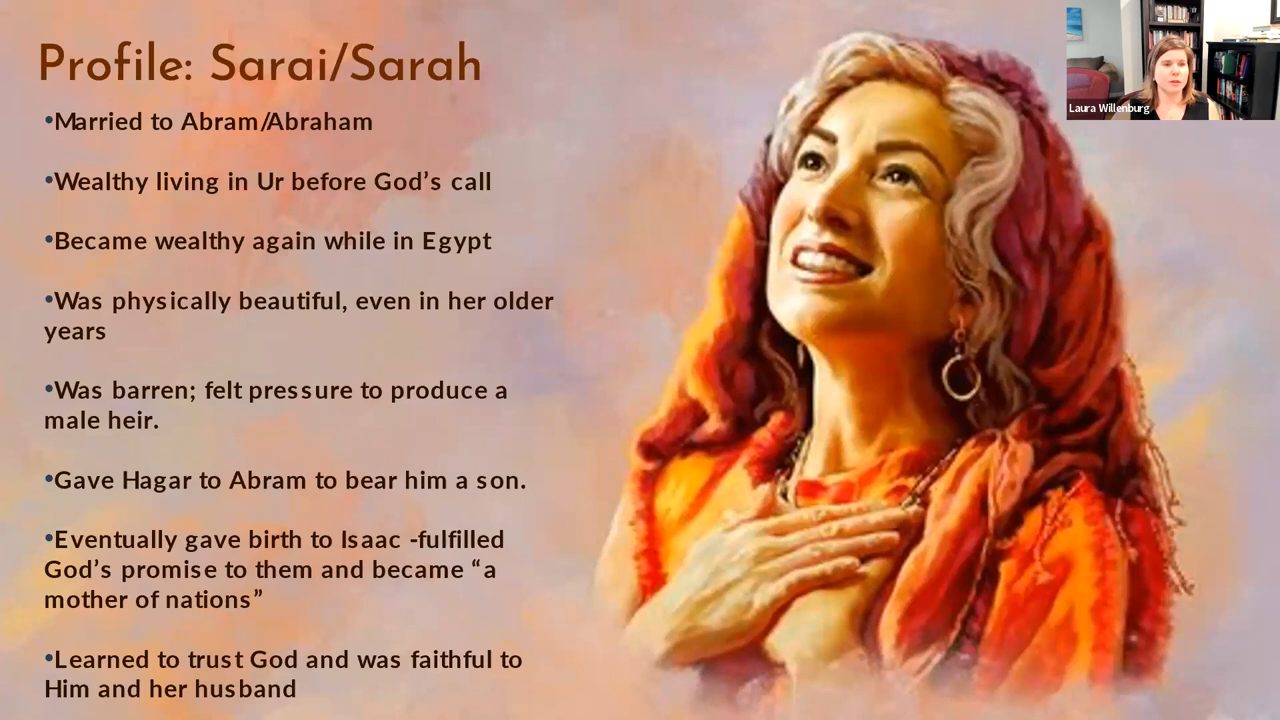 Profile: Sarai/Sarah
•Married to Abram/Abraham
•Wealthy living in Ur before God’s call
•Became wealthy again while in Egypt
•Was physically beautiful, even in her older
years
•Was barren; felt pressure to produce a
male heir.
•Gave Hagar to Abram to bear him a son.
•Eventually gave birth to Isaac -fulfilled
God’s promise to them and became “a
mother of nations”
•Learned to trust God and was faithful to
Him and her husband
Laura Willenburg